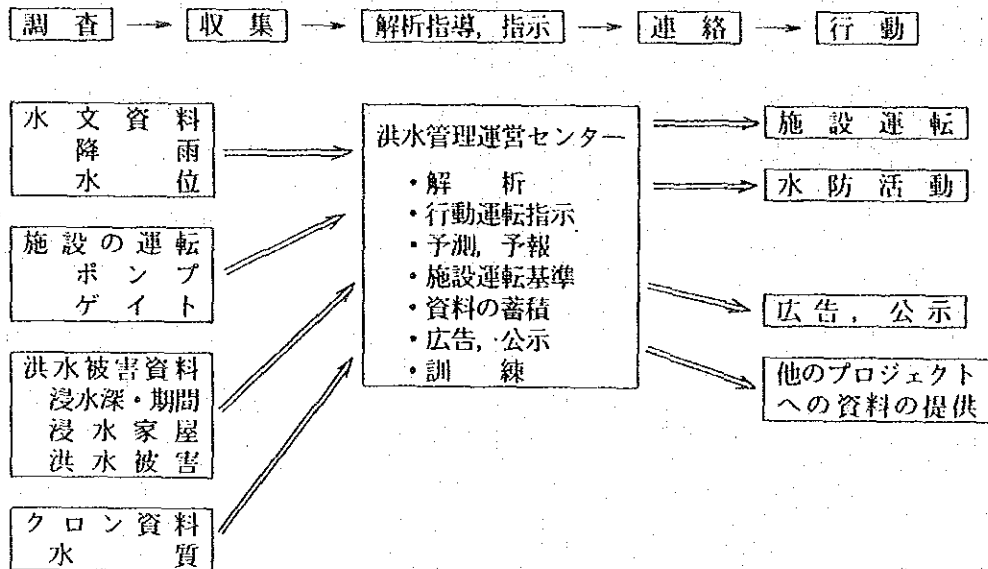 調査 → 収集 → 解析指導，指示 → 連絡 → 行動
水文資料
降雨
水位
施設の運転
ポンプ
ゲイト
洪水被害資料
浸水深・期間
浸水家屋
洪水被害
クロン資料
水質
洪水管理運営センター
・解析
・行動運転指示
・予測，予報
・施設運転基準
・資料の蓄積
・広告，公示
・訓練
施設運転
水防活動
広告，公示
他のプロジェクト
への資料の提供